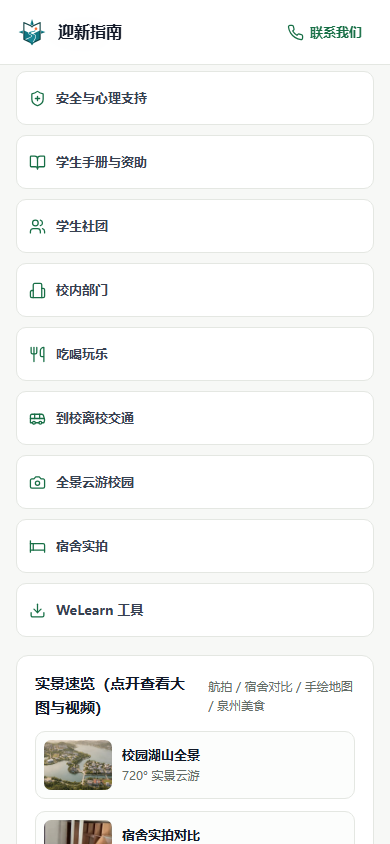 迎新指南
联系我们
安全与心理支持
学生手册与资助
学生社团
校内部门
吃喝玩乐
到校离校交通
全景云游校园
宿舍实拍
WeLearn 工具
实景速览（点开查看大
图与视频）
航拍 / 宿舍对比 / 手绘地图
/ 泉州美食
校园湖山全景
720° 实景云游
宿舍实拍对比